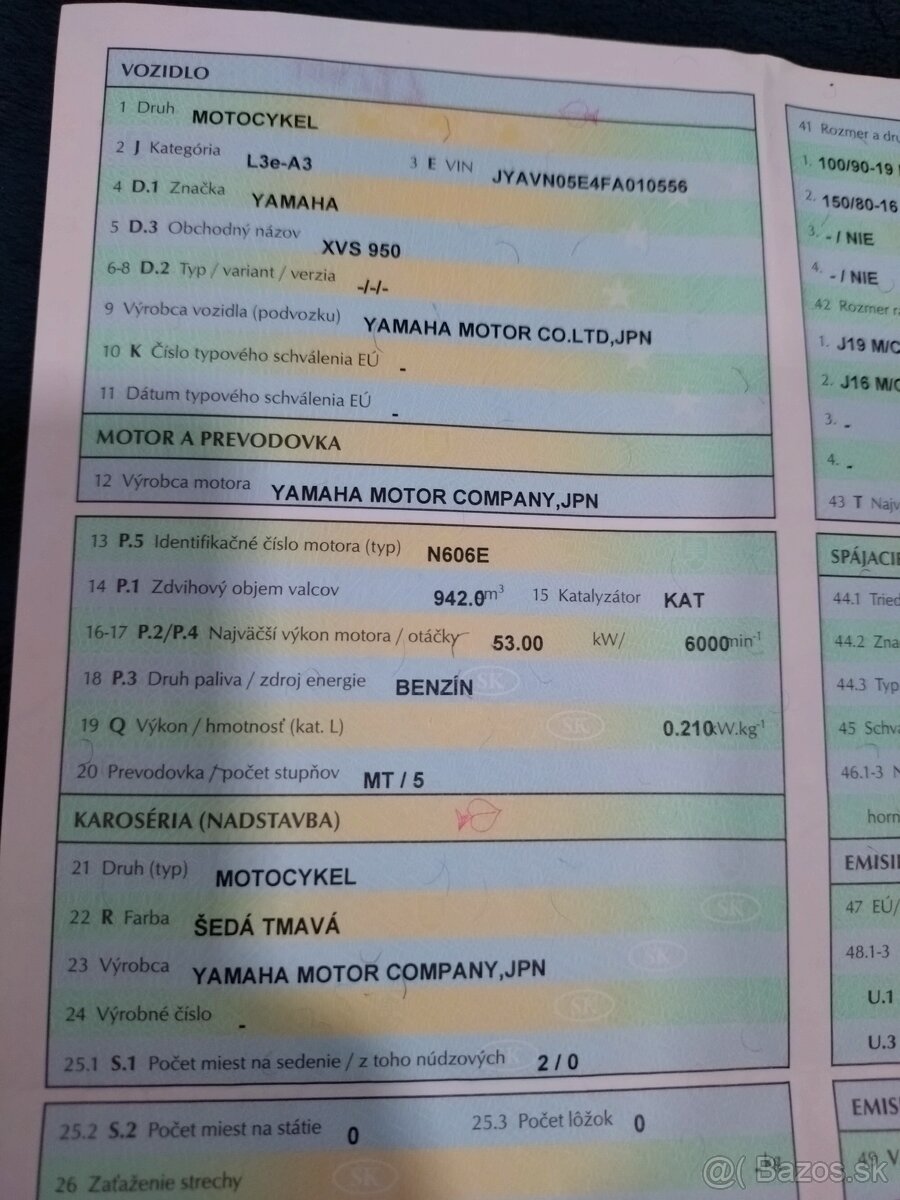 VOZIDLO
1 Druh MOTOCYKEL
2 J Kategória L3e-A3 3 E VIN JYAVN05E4FA010556
4 D.1 Značka YAMAHA
5 D.3 Obchodný názov XVS 950
6-8 D.2 Typ / variant / verzia -/-/-
9 Výrobca vozidla (podvozku) YAMAHA MOTOR CO.LTD,JPN
10 K Číslo typového schválenia EÚ -
11 Dátum typového schválenia EÚ -
MOTOR A PREVODOVKA
12 Výrobca motora YAMAHA MOTOR COMPANY,JPN
13 P.5 Identifikačné číslo motora (typ) N606E
14 P.1 Zdvihový objem valcov 942.0 m³ 15 Katalyzátor KAT
16-17 P.2/P.4 Najväčší výkon motora / otáčky 53.00 kW/ 6000 min⁻¹
18 P.3 Druh paliva / zdroj energie BENZÍN
19 Q Výkon / hmotnosť (kat. L) 0.210 kW.kg⁻¹
20 Prevodovka / počet stupňov MT / 5
KAROSÉRIA (NADSTAVBA)
21 Druh (typ) MOTOCYKEL
22 R Farba ŠEDÁ TMAVÁ
23 Výrobca YAMAHA MOTOR COMPANY,JPN
24 Výrobné číslo -
25.1 S.1 Počet miest na sedenie / z toho núdzových 2 / 0
25.2 S.2 Počet miest na státie 0 25.3 Počet lôžok 0
26 Zaťaženie strechy -
41 Rozmer a dru
1. 100/90-19
2. 150/80-16
3. - / NIE
4. - / NIE
42 Rozmer
1. J19 M/C
2. J16 M/C
3. -
4. -
43 T Najv
SPÁJACIE
44.1 Tried
44.2 Zna
44.3 Typ
45 Schvá
46.1-3
horn
EMISI
47 EÚ/
48.1-3
U.1
U.3
EMIS
49 V
@( Bazos.sk